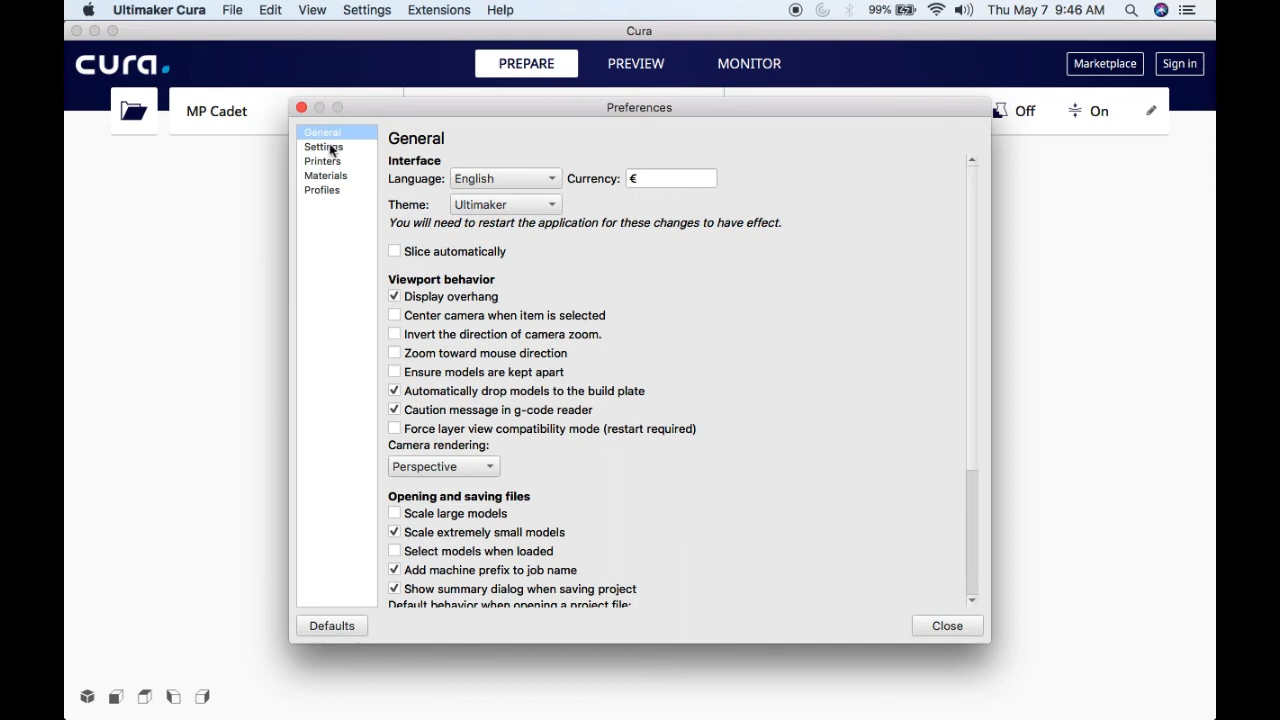 Ultimaker Cura File Edit View Settings Extensions Help 99% Thu May 7 9:46 AM
Cura
cura. PREPARE PREVIEW MONITOR Marketplace Sign in
MP Cadet Off On
Preferences
General
Settings
Printers
Materials
Profiles
General
Interface
Language: English Currency: €
Theme: Ultimaker
You will need to restart the application for these changes to have effect.
Slice automatically
Viewport behavior
Display overhang
Center camera when item is selected
Invert the direction of camera zoom.
Zoom toward mouse direction
Ensure models are kept apart
Automatically drop models to the build plate
Caution message in g-code reader
Force layer view compatibility mode (restart required)
Camera rendering:
Perspective
Opening and saving files
Scale large models
Scale extremely small models
Select models when loaded
Add machine prefix to job name
Show summary dialog when saving project
Default behavior when opening a project file:
Defaults Close